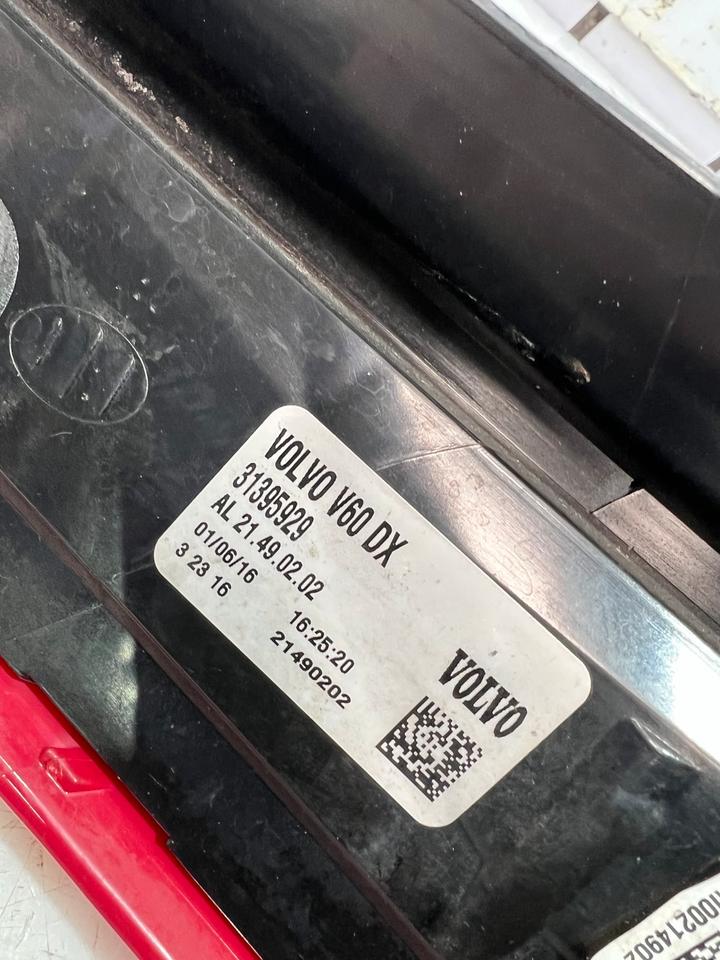 VOLVO V60 DX
31395929
AL 21.49.02.02
01/06/16 16:25:20
3 23 16 21490202
VOLVO